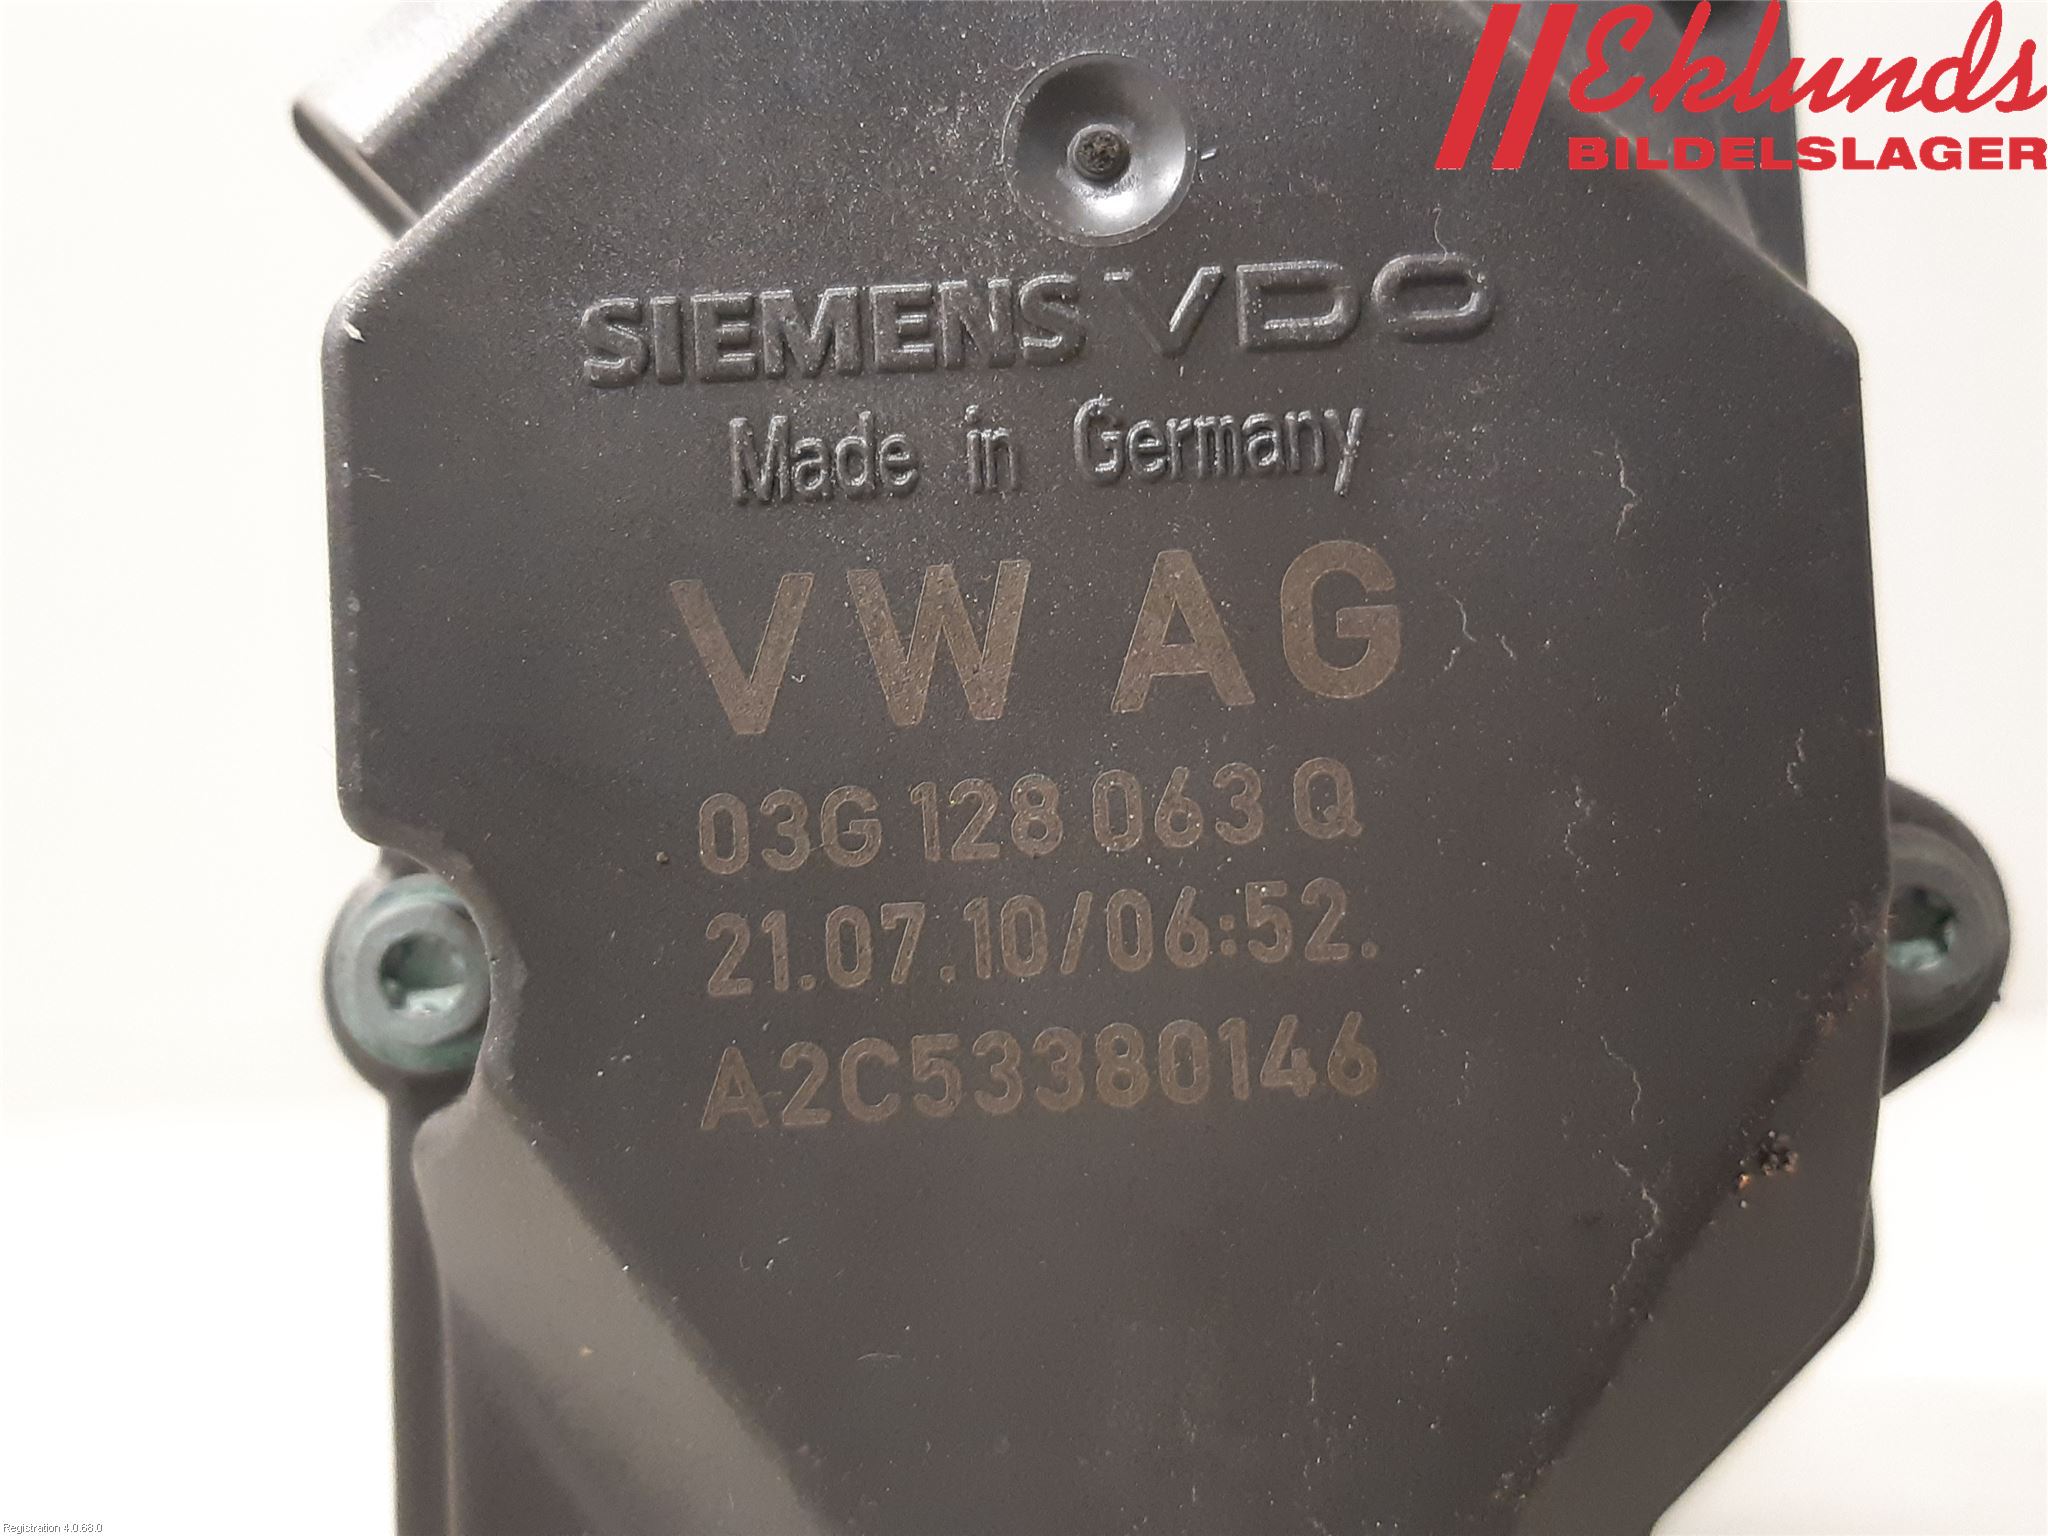 Eklunds
BILDELSLAGER
SIEMENS VDO
Made in Germany
VW AG
03G 128 063 Q
21.07.10/06:52.
A2C53380146
Registration 4.0.68.0